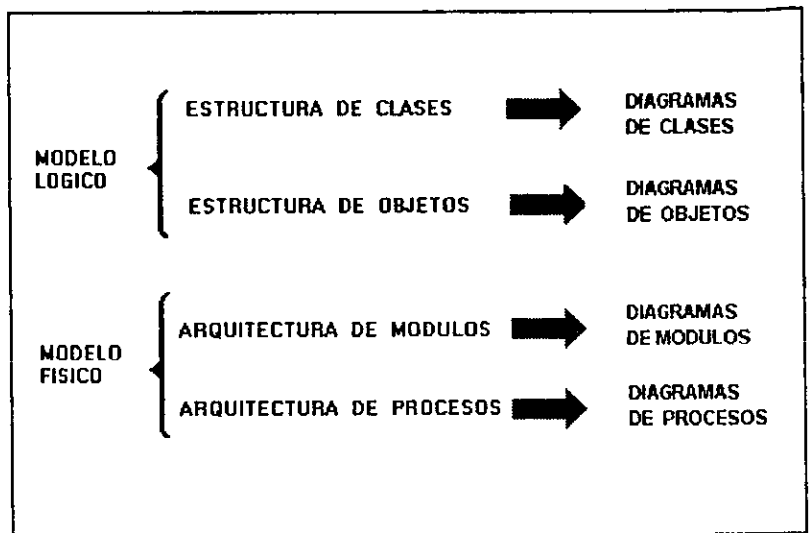 ESTRUCTURA DE CLASES
DIAGRAMAS
DE CLASES
MODELO
LOGICO
ESTRUCTURA DE OBJETOS
DIAGRAMAS
DE OBJETOS
ARQUITECTURA DE MODULOS
DIAGRAMAS
DE MODULOS
MODELO
FISICO
ARQUITECTURA DE PROCESOS
DIAGRAMAS
DE PROCESOS